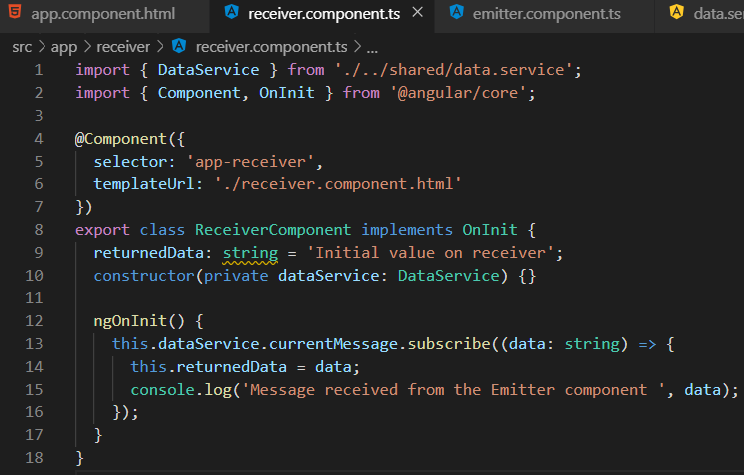 app.component.html receiver.component.ts emitter.component.ts data.se
src > app > receiver > receiver.component.ts > ...
1 import { DataService } from './../shared/data.service';
2 import { Component, OnInit } from '@angular/core';
3
4 @Component({
5 selector: 'app-receiver',
6 templateUrl: './receiver.component.html'
7 })
8 export class ReceiverComponent implements OnInit {
9 returnedData: string = 'Initial value on receiver';
10 constructor(private dataService: DataService) {}
11
12 ngOnInit() {
13 this.dataService.currentMessage.subscribe((data: string) => {
14 this.returnedData = data;
15 console.log('Message received from the Emitter component ', data);
16 });
17 }
18 }